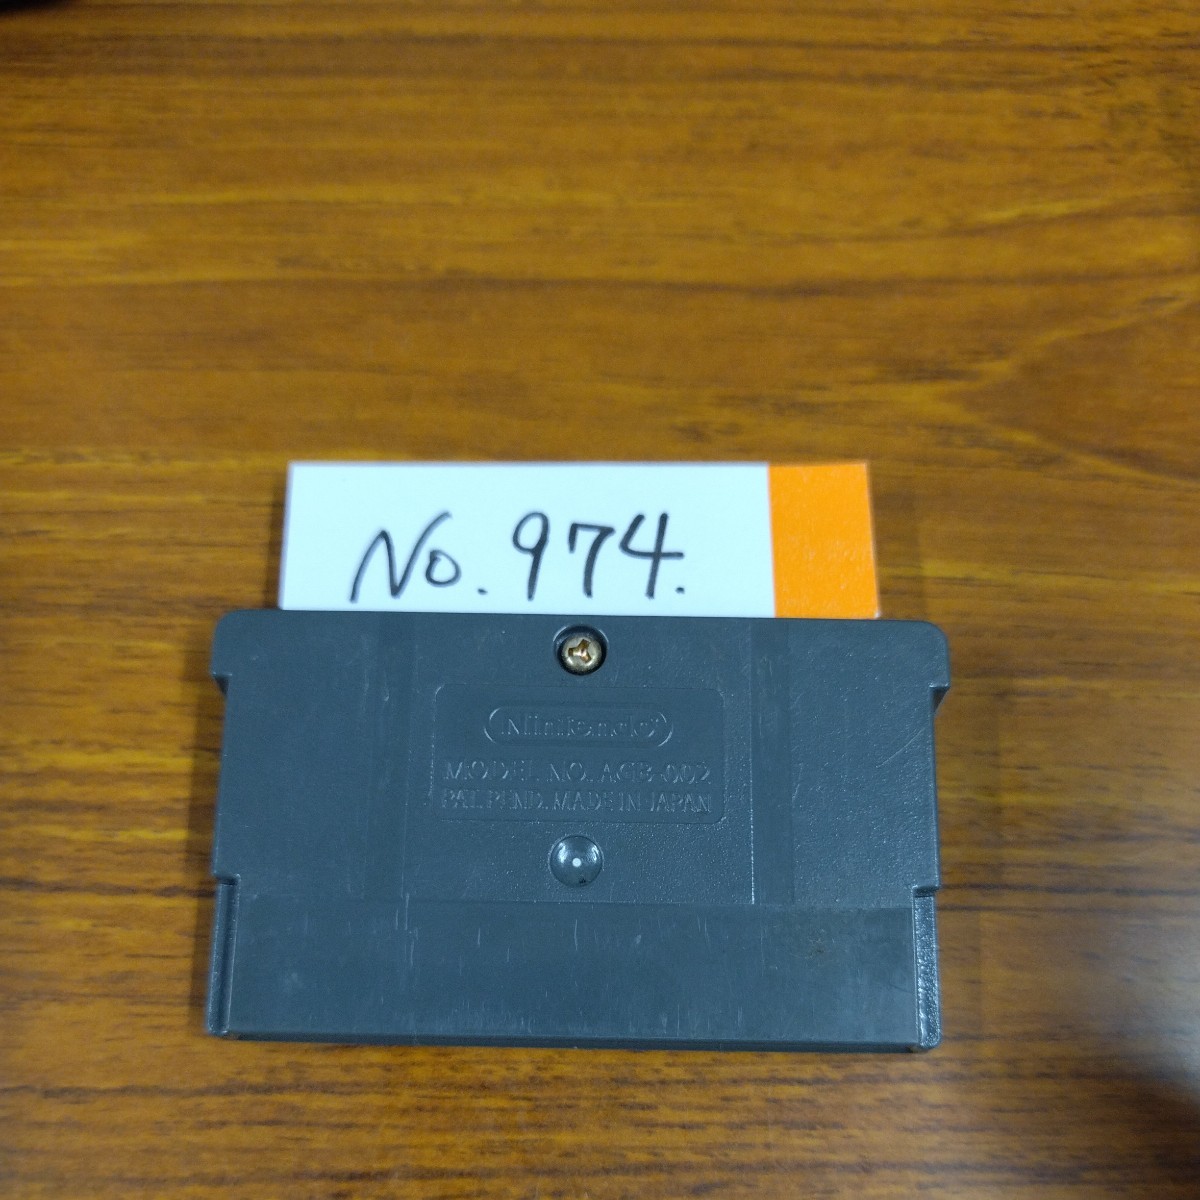 No. 974.
Nintendo
MODEL NO. AGB-002
PAT. PEND. MADE IN JAPAN